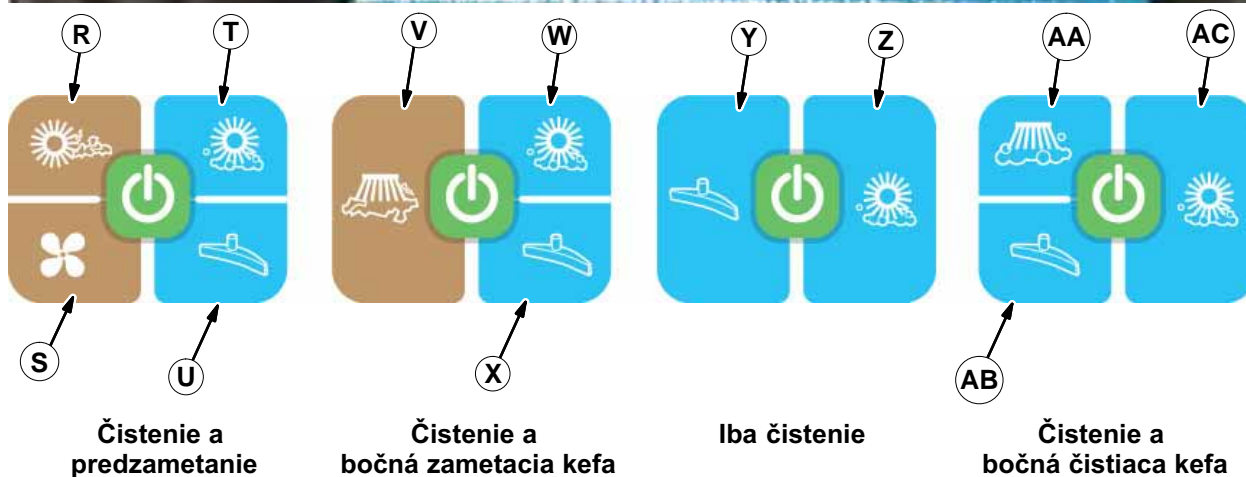 R
T
V
W
Y
Z
AA
AC
S
U
X
AB
Čistenie a
predzametanie
Čistenie a
bočná zametacia kefa
Iba čistenie
Čistenie a
bočná čistiaca kefa